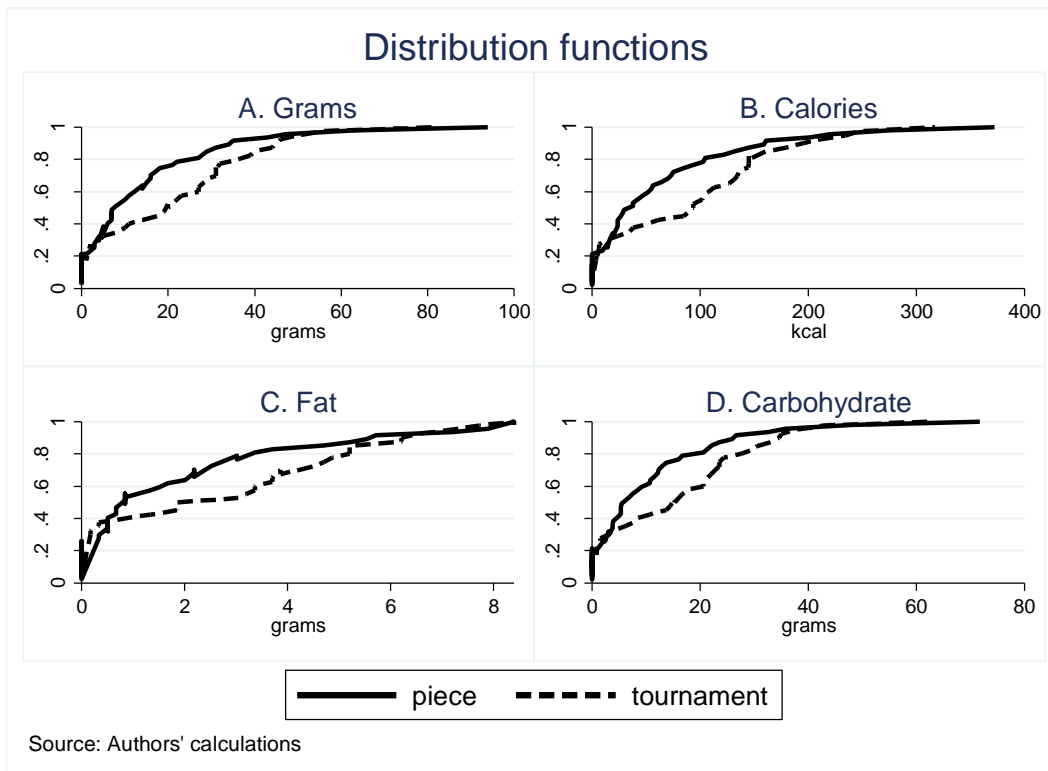 Distribution functions
A. Grams
0 .2 .4 .6 .8 1
0 20 40 60 80 100
grams
B. Calories
0 .2 .4 .6 .8 1
0 100 200 300 400
kcal
C. Fat
0 .2 .4 .6 .8 1
0 2 4 6 8
grams
D. Carbohydrate
0 .2 .4 .6 .8 1
0 20 40 60 80
grams
piece tournament
Source: Authors' calculations